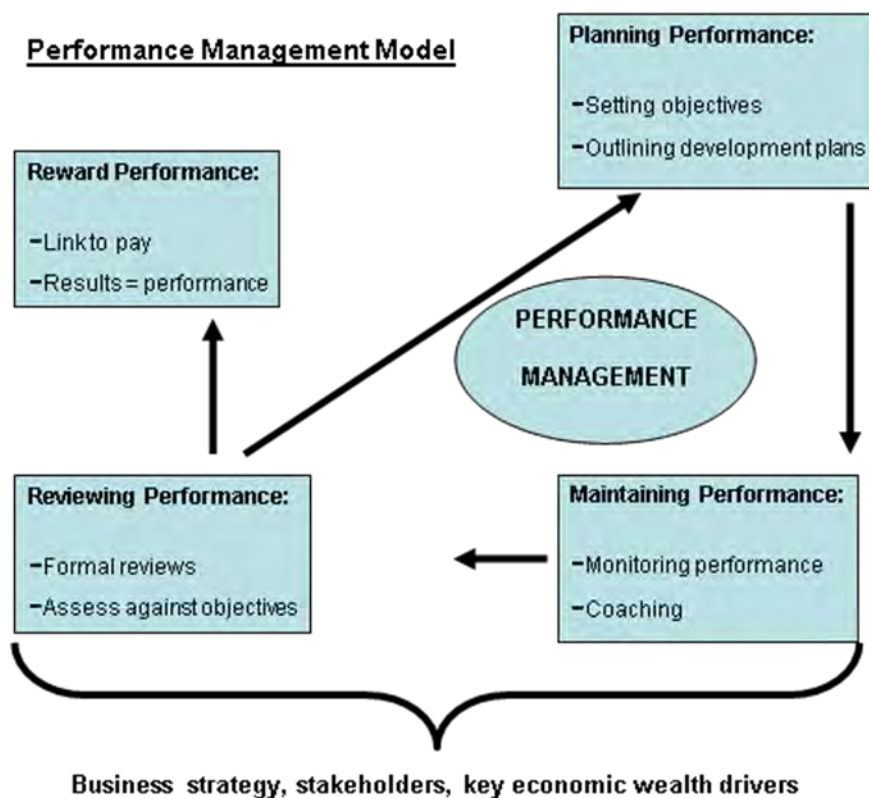 Performance Management Model
Planning Performance:
-Setting objectives
-Outlining development plans
Reward Performance:
-Link to pay
-Results = performance
PERFORMANCE
MANAGEMENT
Reviewing Performance:
-Formal reviews
-Assess against objectives
Maintaining Performance:
-Monitoring performance
-Coaching
Business strategy, stakeholders, key economic wealth drivers